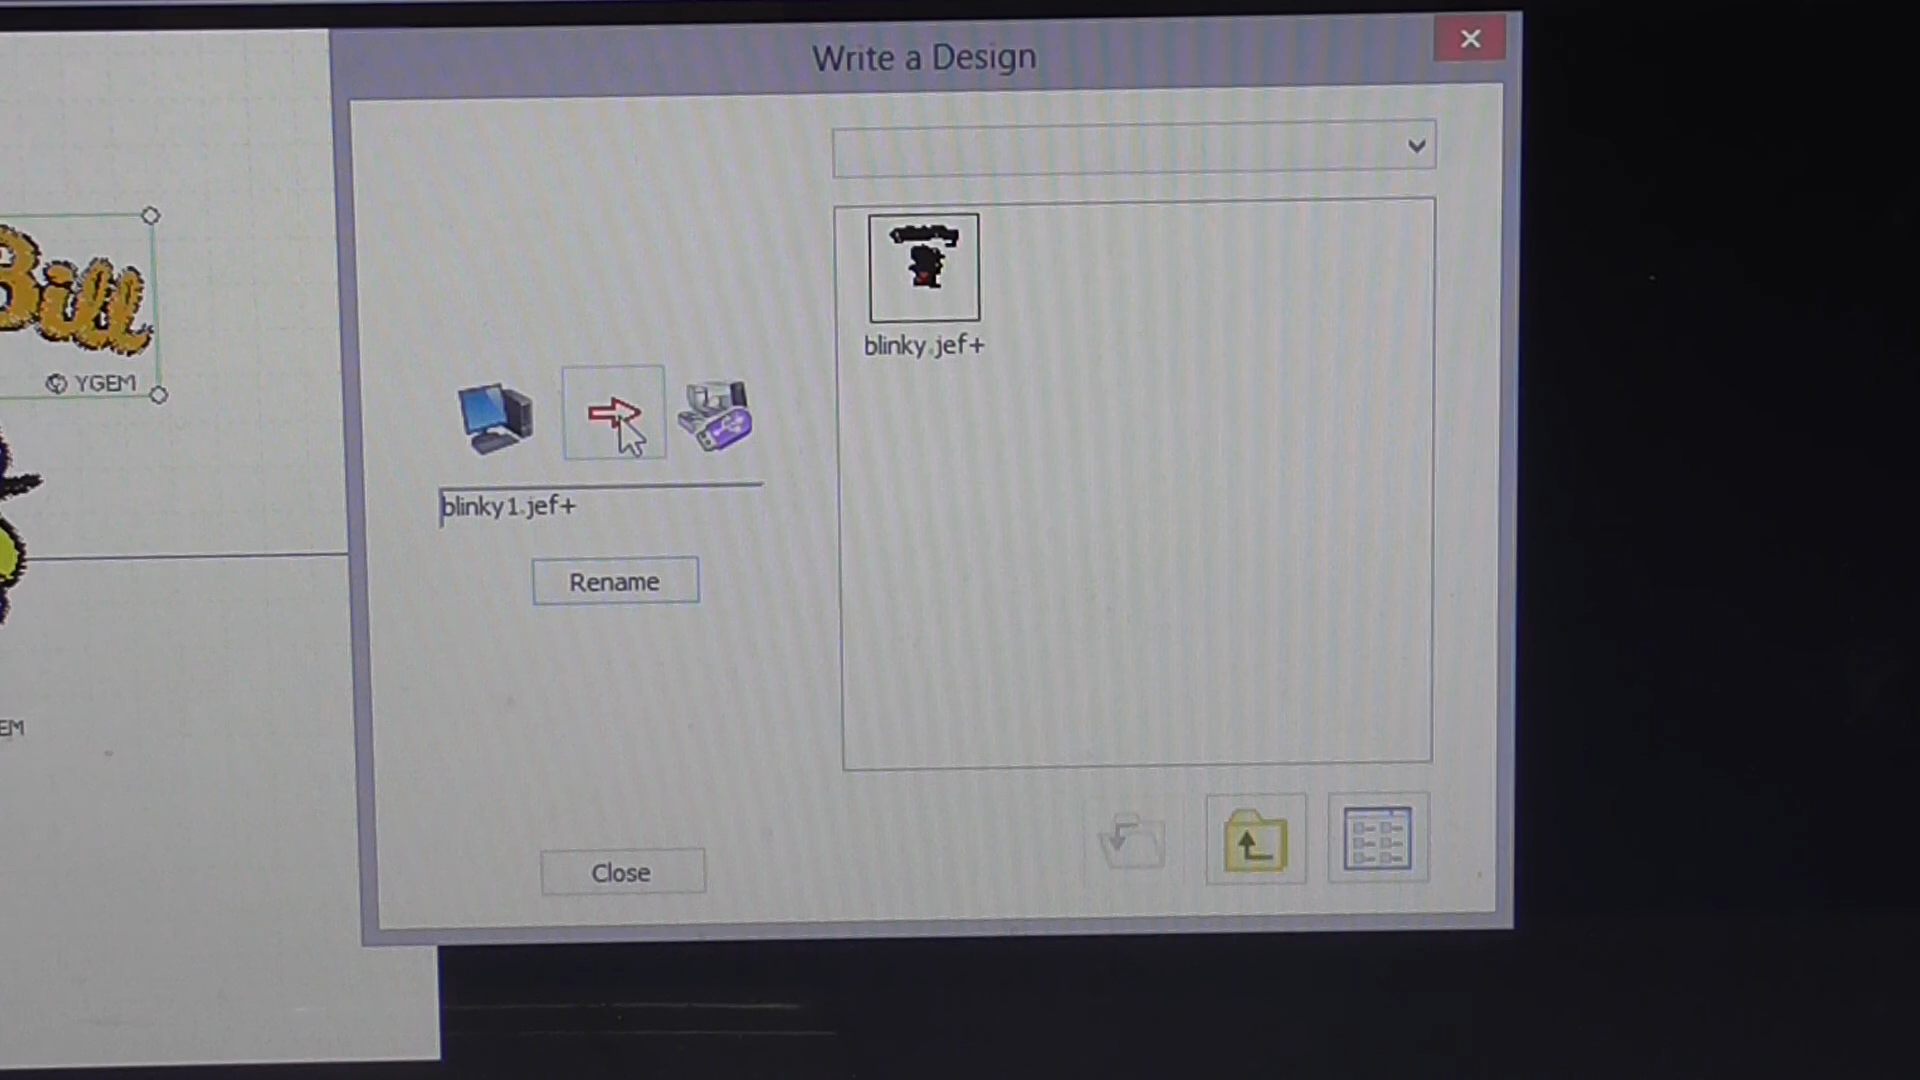 Write a Design
Bill
© YGEM
blinky.jef+
blinky1.jef+
Rename
EM
Close